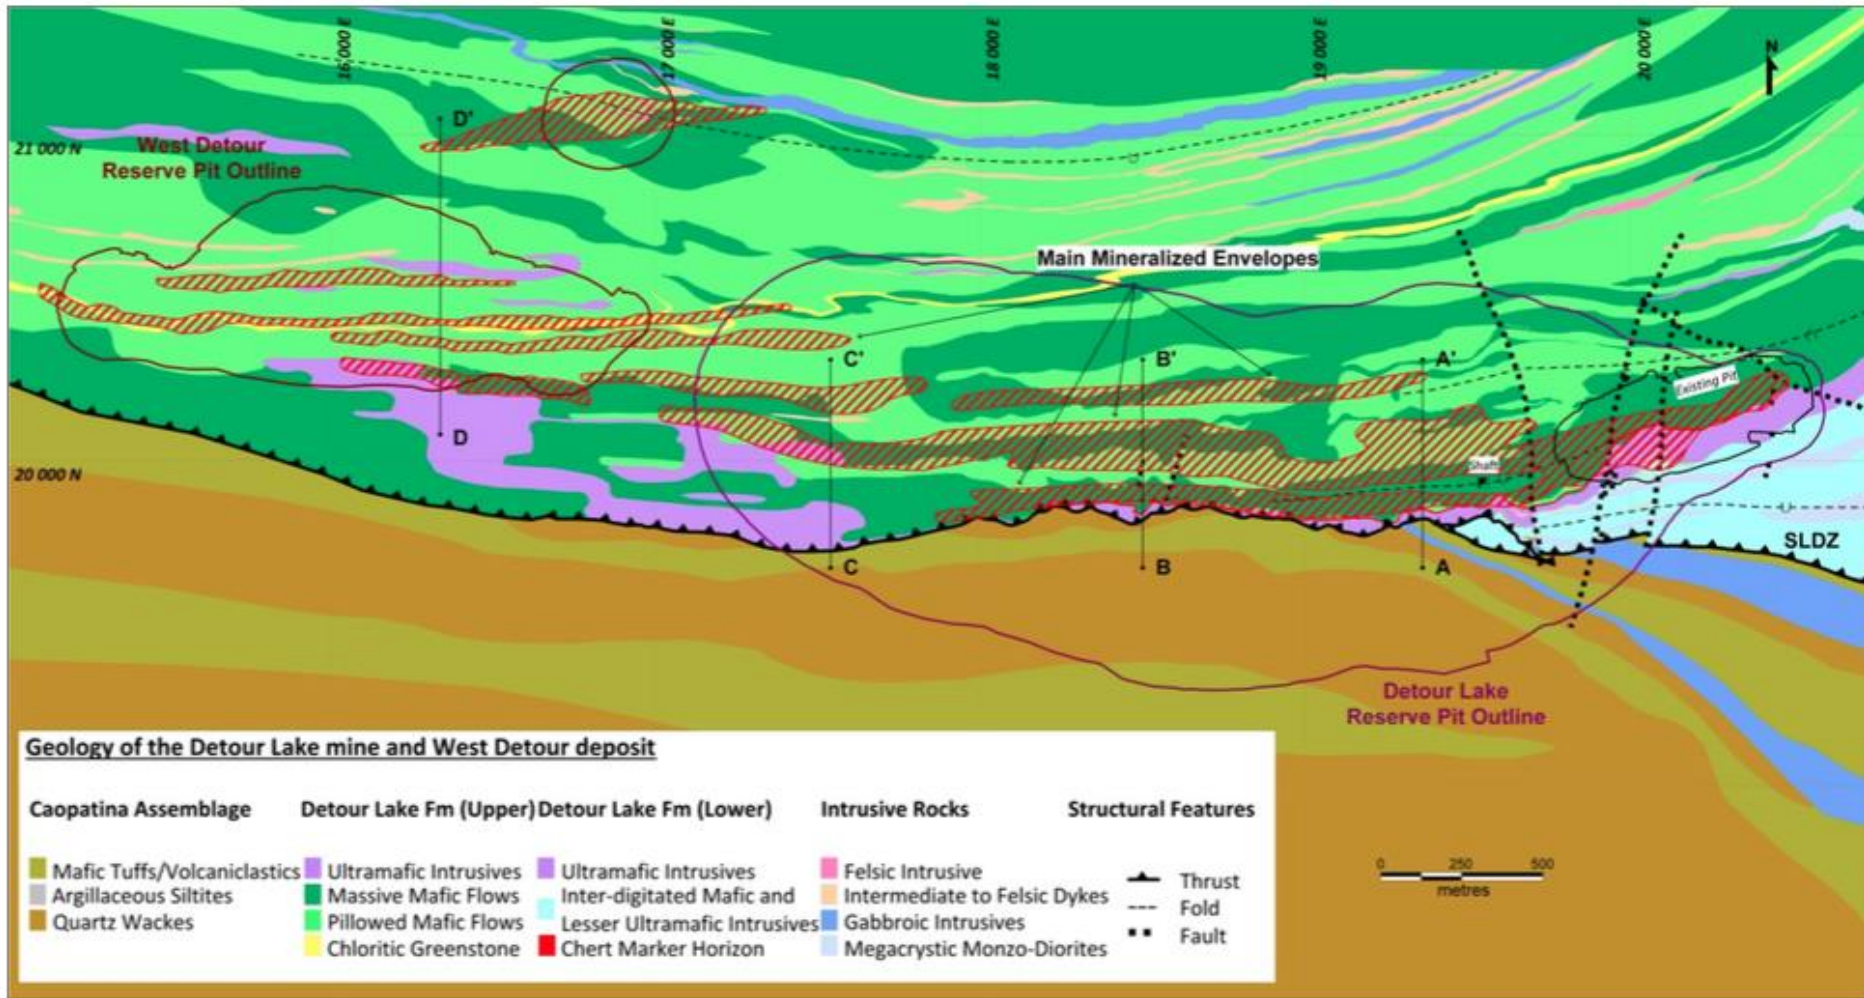 16'000 E
17 000 E
18 000 E
19 000 E
20 000 E
N
D'
21 000 N
West Detour
Reserve Pit Outline
Main Mineralized Envelopes
C'
B'
A'
Existing Pit
D
20 000 N
Shaft
SLDZ
C
B
A
Detour Lake
Reserve Pit Outline
Geology of the Detour Lake mine and West Detour deposit
Caopatina Assemblage
Mafic Tuffs/Volcaniclastics
Argillaceous Siltites
Quartz Wackes
Detour Lake Fm (Upper)
Ultramafic Intrusives
Massive Mafic Flows
Pillowed Mafic Flows
Chloritic Greenstone
Detour Lake Fm (Lower)
Ultramafic Intrusives
Inter-digitated Mafic and
Lesser Ultramafic Intrusives
Chert Marker Horizon
Intrusive Rocks
Felsic Intrusive
Intermediate to Felsic Dykes
Gabbroic Intrusives
Megacrystic Monzo-Diorites
Structural Features
Thrust
Fold
Fault
0 250 500
metres